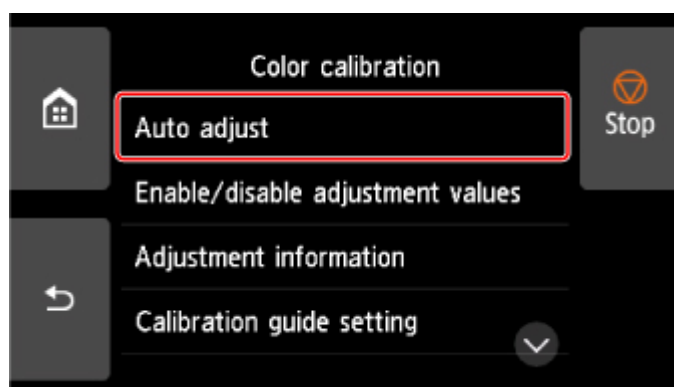 Color calibration
Auto adjust
Stop
Enable/disable adjustment values
Adjustment information
Calibration guide setting